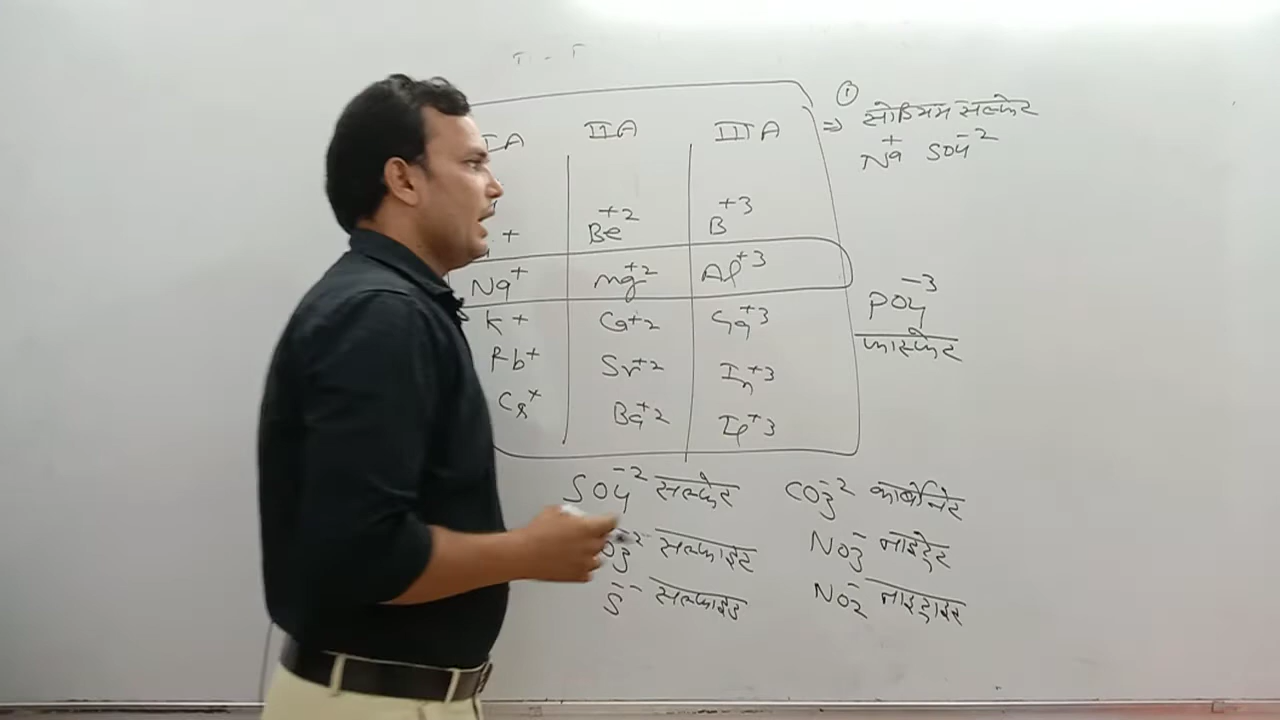 IA IIA IIIA
+ Be+2 B+3
Na+ Mg+2 Al+3
K+ Ca+2 Ga+3
Rb+ Sr+2 In+3
Cs+ Ba+2 Tl+3
① 
⇒ सोडियम सल्फेट
Na+ SO4-2
PO4-3
फास्फेट
SO4-2 सल्फेट CO3-2 कार्बोनेट
O3-2 सल्फाइट NO3- नाइट्रेट
S-- सल्फाइड NO2- नाइट्राइट